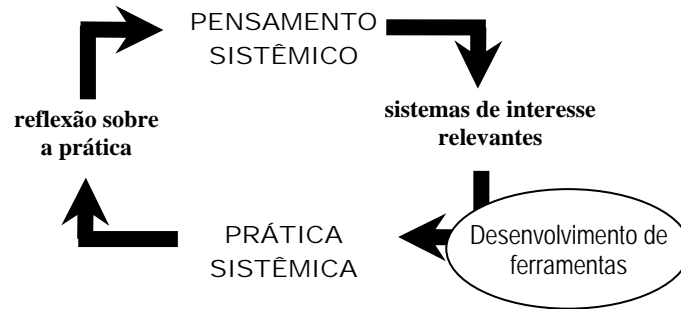 PENSAMENTO
SISTÊMICO
sistemas de interesse
relevantes
Desenvolvimento de
ferramentas
PRÁTICA
SISTÊMICA
reflexão sobre
a prática